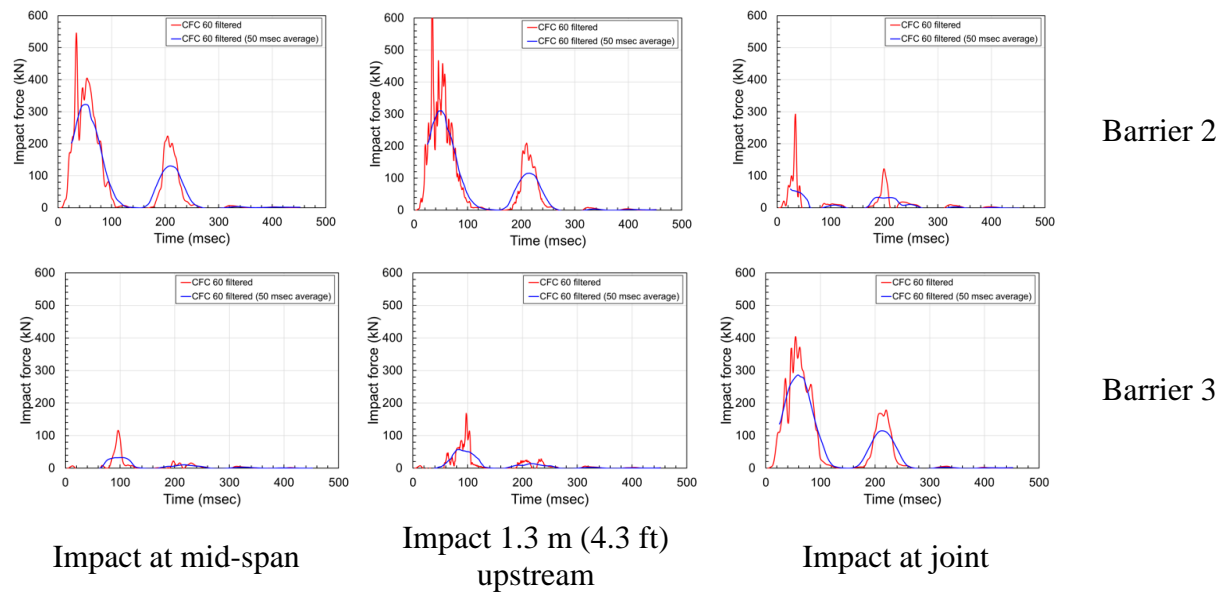 600
500
400
300
200
100
0
Impact force (kN)
CFC 60 filtered
CFC 60 filtered (50 msec average)
0 100 200 300 400 500
Time (msec)
600
500
400
300
200
100
0
Impact force (kN)
CFC 60 filtered
CFC 60 filtered (50 msec average)
0 100 200 300 400 500
Time (msec)
600
500
400
300
200
100
0
Impact force (kN)
CFC 60 filtered
CFC 60 filtered (50 msec average)
0 100 200 300 400 500
Time (msec)
Barrier 2
600
500
400
300
200
100
0
Impact force (kN)
CFC 60 filtered
CFC 60 filtered (50 msec average)
0 100 200 300 400 500
Time (msec)
600
500
400
300
200
100
0
Impact force (kN)
CFC 60 filtered
CFC 60 filtered (50 msec average)
0 100 200 300 400 500
Time (msec)
600
500
400
300
200
100
0
Impact force (kN)
CFC 60 filtered
CFC 60 filtered (50 msec average)
0 100 200 300 400 500
Time (msec)
Barrier 3
Impact at mid-span
Impact 1.3 m (4.3 ft)
upstream
Impact at joint